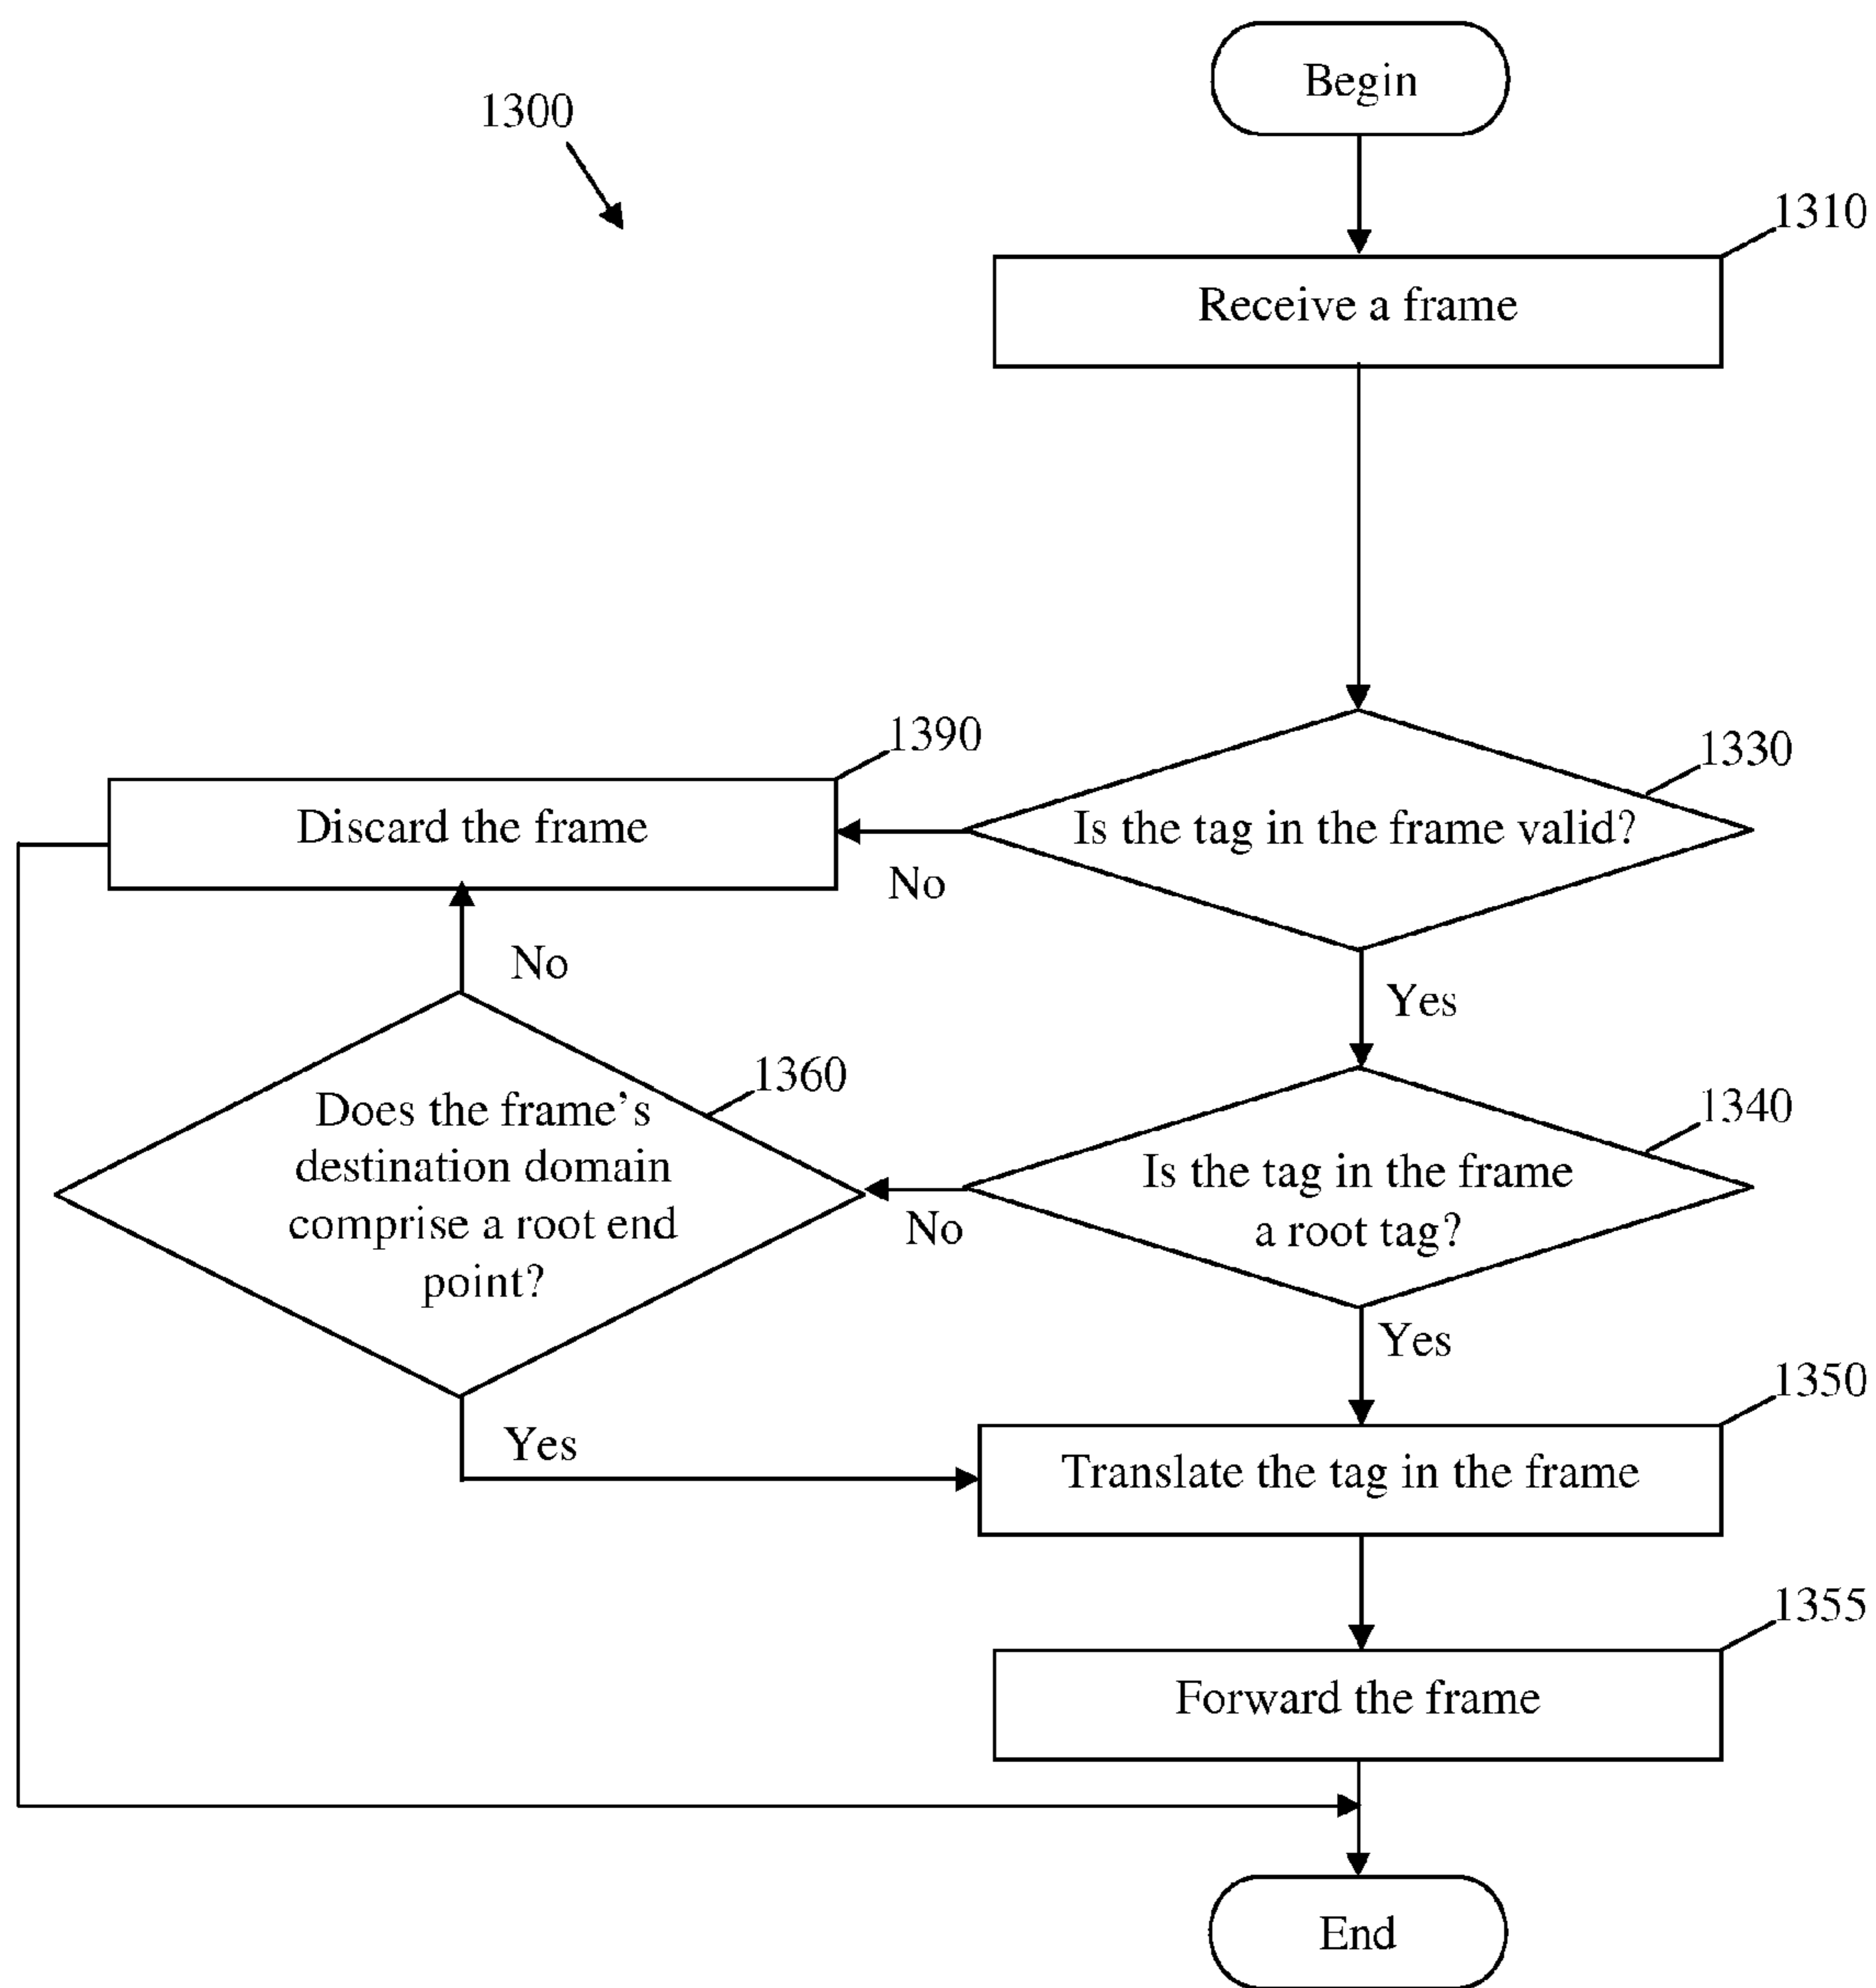 Begin
1300
1310
Receive a frame
1390
1330
Discard the frame
Is the tag in the frame valid?
No
No
Yes
1360
1340
Does the frame's
destination domain
comprise a root end
point?
Is the tag in the frame
a root tag?
No
Yes
1350
Yes
Translate the tag in the frame
1355
Forward the frame
End